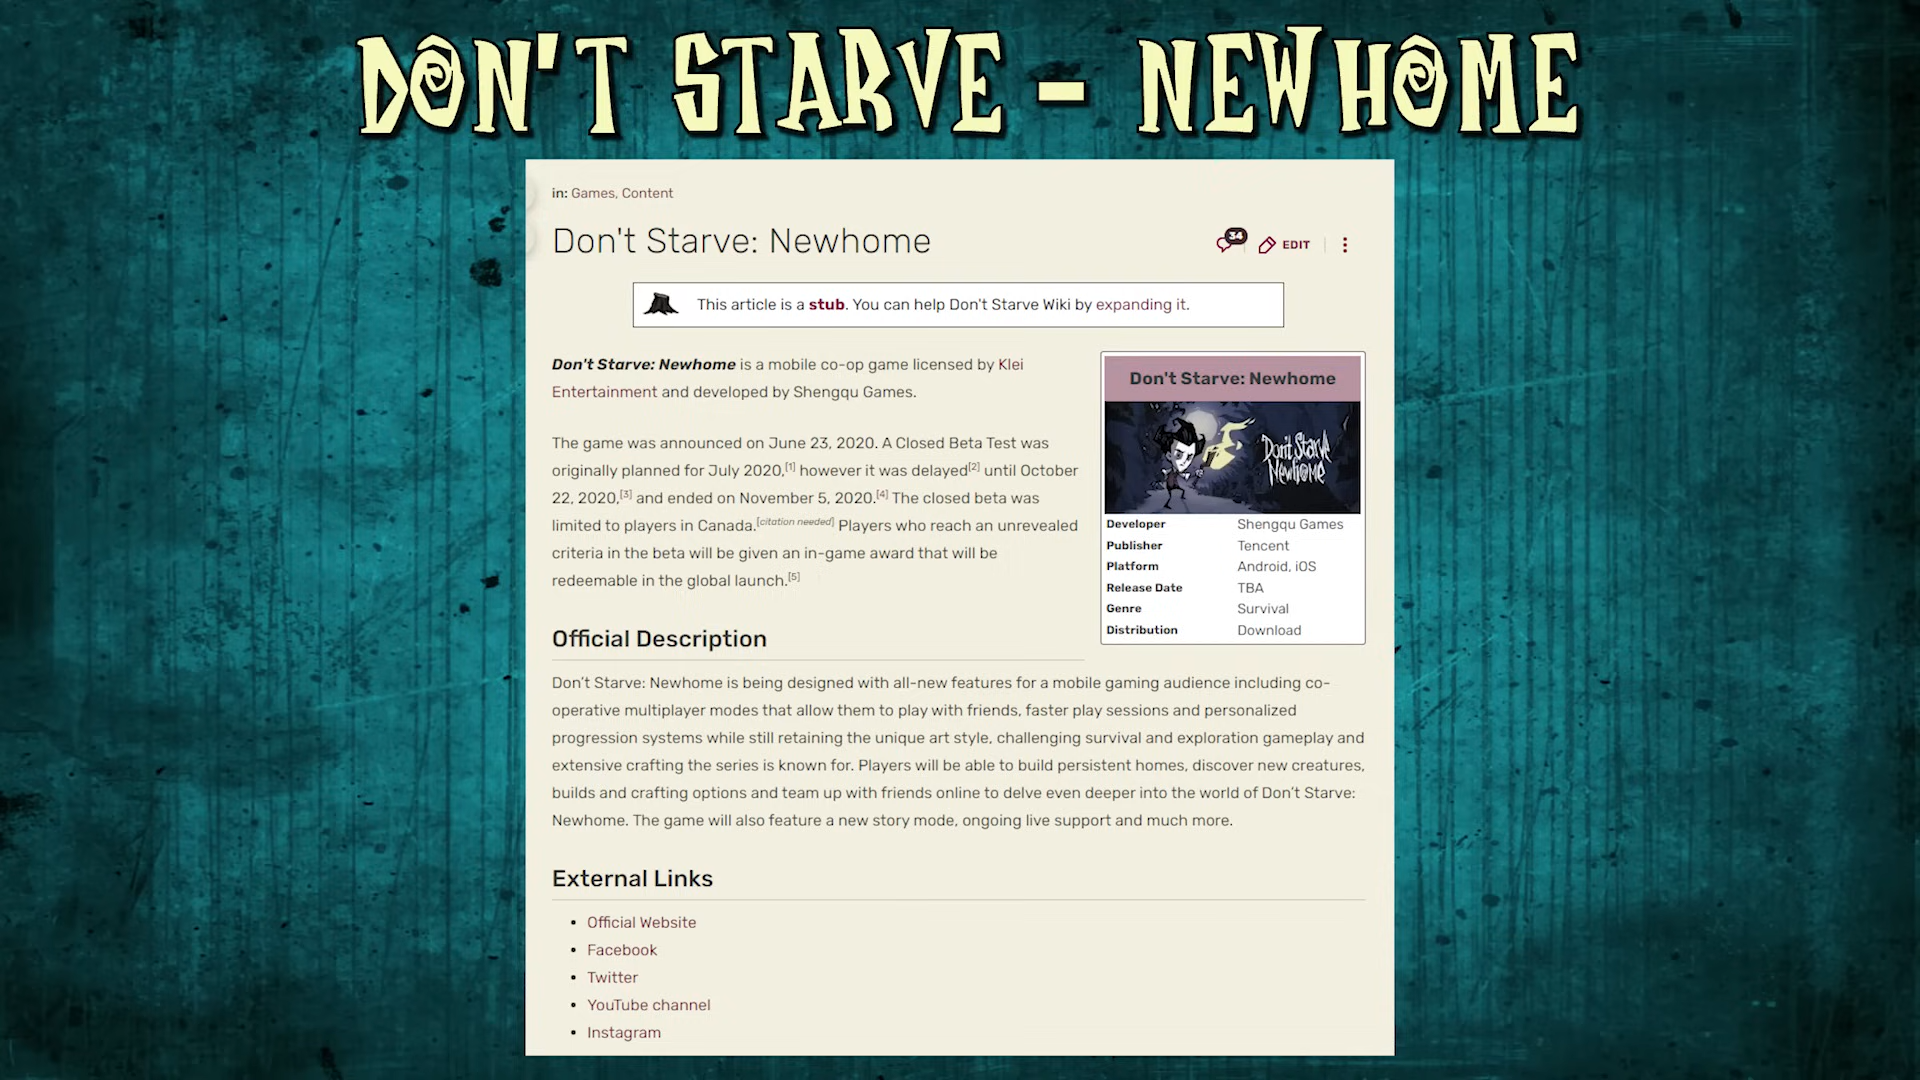 DON'T STARVE - NEWHOME
in: Games, Content
Don't Starve: Newhome
34
EDIT
This article is a stub. You can help Don't Starve Wiki by expanding it.
Don't Starve: Newhome is a mobile co-op game licensed by Klei
Entertainment and developed by Shengqu Games.
The game was announced on June 23, 2020. A Closed Beta Test was
originally planned for July 2020,[1] however it was delayed[2] until October
22, 2020,[3] and ended on November 5, 2020.[4] The closed beta was
limited to players in Canada.[citation needed] Players who reach an unrevealed
criteria in the beta will be given an in-game award that will be
redeemable in the global launch.[5]
Don't Starve: Newhome
Don't Starve
Newhome
Developer Shengqu Games
Publisher Tencent
Platform Android, iOS
Release Date TBA
Genre Survival
Distribution Download
Official Description
Don’t Starve: Newhome is being designed with all-new features for a mobile gaming audience including co-
operative multiplayer modes that allow them to play with friends, faster play sessions and personalized
progression systems while still retaining the unique art style, challenging survival and exploration gameplay and
extensive crafting the series is known for. Players will be able to build persistent homes, discover new creatures,
builds and crafting options and team up with friends online to delve even deeper into the world of Don’t Starve:
Newhome. The game will also feature a new story mode, ongoing live support and much more.
External Links
• Official Website
• Facebook
• Twitter
• YouTube channel
• Instagram